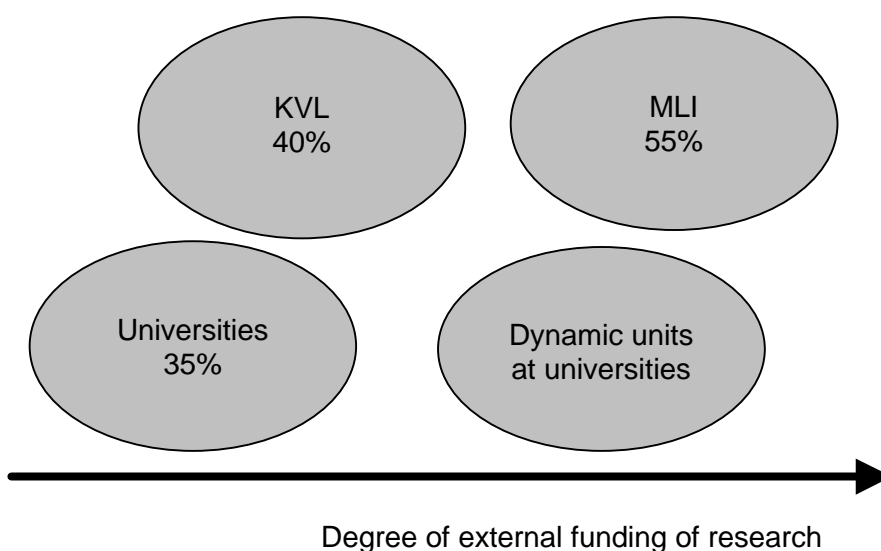 KVL
40%
MLI
55%
Universities
35%
Dynamic units
at universities
Degree of external funding of research